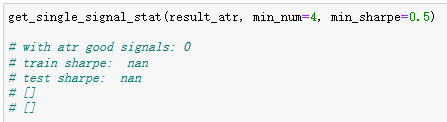 get_single_signal_stat(result_atr, min_num=4, min_sharpe=0.5)
# with atr good signals: 0
# train sharpe:  nan
# test sharpe:  nan
# []
# []